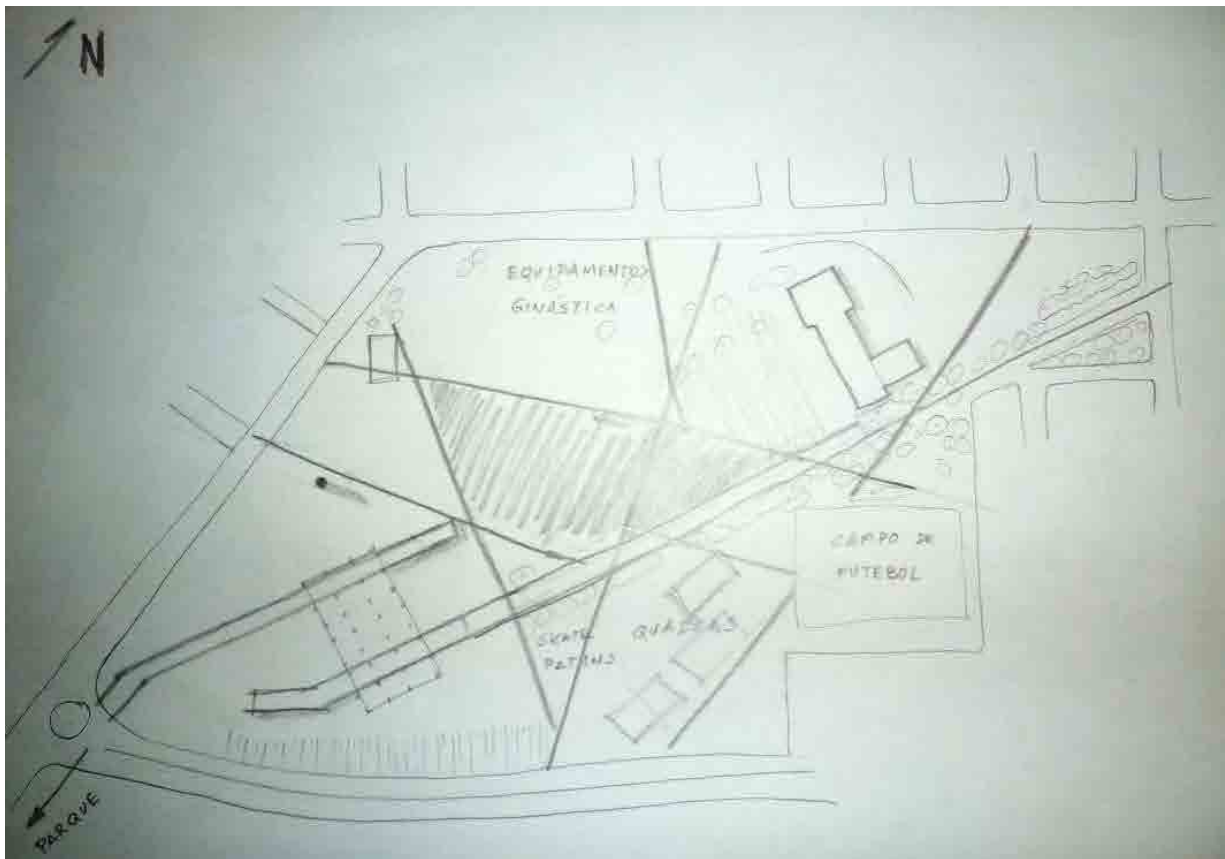 N
EQUIPAMENTOS
GINÁSTICA
CAMPO DE
FUTEBOL
SKATE
PATINS
QUADRAS
PARQUE